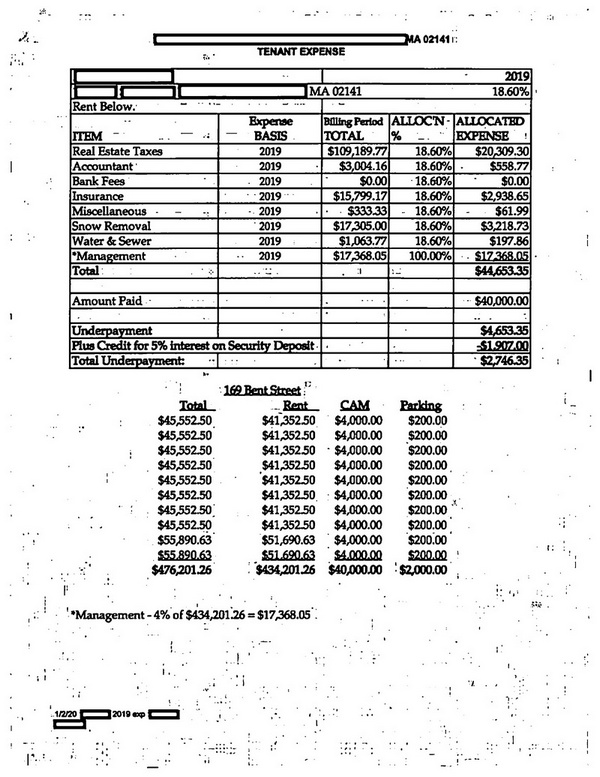 MA 02141
TENANT EXPENSE
2019
MA 02141 18.60%
Rent Below.
ITEM Expense BASIS Billing Period TOTAL ALLOC'N % ALLOCATED EXPENSE
Real Estate Taxes 2019 $109,189.77 18.60% $20,309.30
Accountant 2019 $3,004.16 18.60% $558.77
Bank Fees 2019 $0.00 18.60% $0.00
Insurance 2019 $15,799.17 18.60% $2,938.65
Miscellaneous 2019 $333.33 18.60% $61.99
Snow Removal 2019 $17,305.00 18.60% $3,218.73
Water & Sewer 2019 $1,063.77 18.60% $197.86
*Management 2019 $17,368.05 100.00% $17,368.05
Total $44,653.35
Amount Paid $40,000.00
Underpayment $4,653.35
Plus Credit for 5% interest on Security Deposit -$1,907.00
Total Underpayment: $2,746.35
169 Bent Street
Total Rent CAM Parking
$45,552.50 $41,352.50 $4,000.00 $200.00
$45,552.50 $41,352.50 $4,000.00 $200.00
$45,552.50 $41,352.50 $4,000.00 $200.00
$45,552.50 $41,352.50 $4,000.00 $200.00
$45,552.50 $41,352.50 $4,000.00 $200.00
$45,552.50 $41,352.50 $4,000.00 $200.00
$45,552.50 $41,352.50 $4,000.00 $200.00
$45,552.50 $41,352.50 $4,000.00 $200.00
$55,890.63 $51,690.63 $4,000.00 $200.00
$55,890.63 $51,690.63 $4,000.00 $200.00
$476,201.26 $434,201.26 $40,000.00 $2,000.00
*Management - 4% of $434,201.26 = $17,368.05
1/2/20 2019 exp